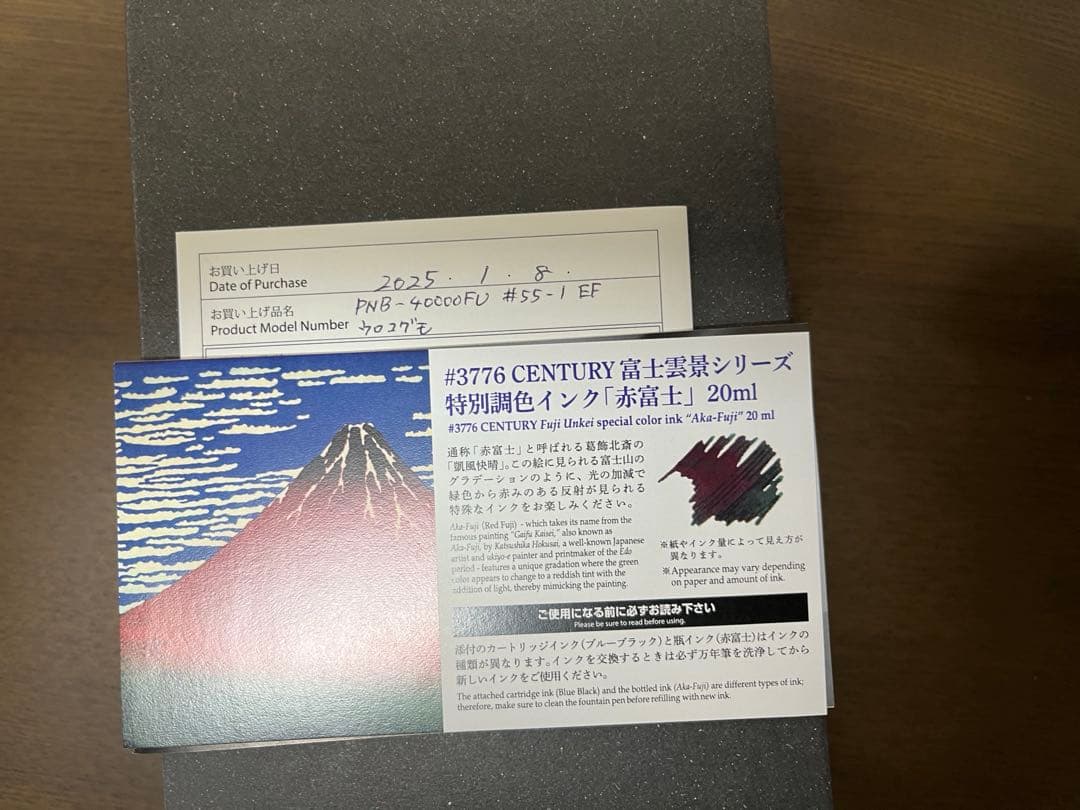 お買い上げ日
Date of Purchase
2025.1.8.
お買い上げ品名
Product Model Number
PNB-40000FU #55-1 EF
ウロコグモ
#3776 CENTURY 富士雲景シリーズ
特別調色インク「赤富士」 20ml
#3776 CENTURY Fuji Unkei special color ink "Aka-Fuji" 20 ml
通称「赤富士」と呼ばれる葛飾北斎の
「凱風快晴」。この絵に見られる富士山の
グラデーションのように、光の加減で
緑色から赤みのある反射が見られる
特殊なインクをお楽しみください。
Aka-Fuji (Red Fuji) - which takes its name from the
famous painting "Gaifu Kaisei," also known as
Aka-Fuji, by Katsushika Hokusai, a well-known Japanese
artist and ukiyo-e painter and printmaker of the Edo
period - features a unique gradation where the green
color appears to change to a reddish tint with the
addition of light, thereby mimicking the painting.
※紙やインク量によって見え方が
異なります。
※Appearance may vary depending
on paper and amount of ink.
ご使用になる前に必ずお読み下さい
Please be sure to read before using.
添付のカートリッジインク(ブルーブラック)と瓶インク(赤富士)はインクの
種類が異なります。インクを交換するときは必ず万年筆を洗浄してから
新しいインクをご使用ください。
The attached cartridge ink (Blue Black) and the bottled ink (Aka-Fuji) are different types of ink;
therefore, make sure to clean the fountain pen before refilling with new ink.